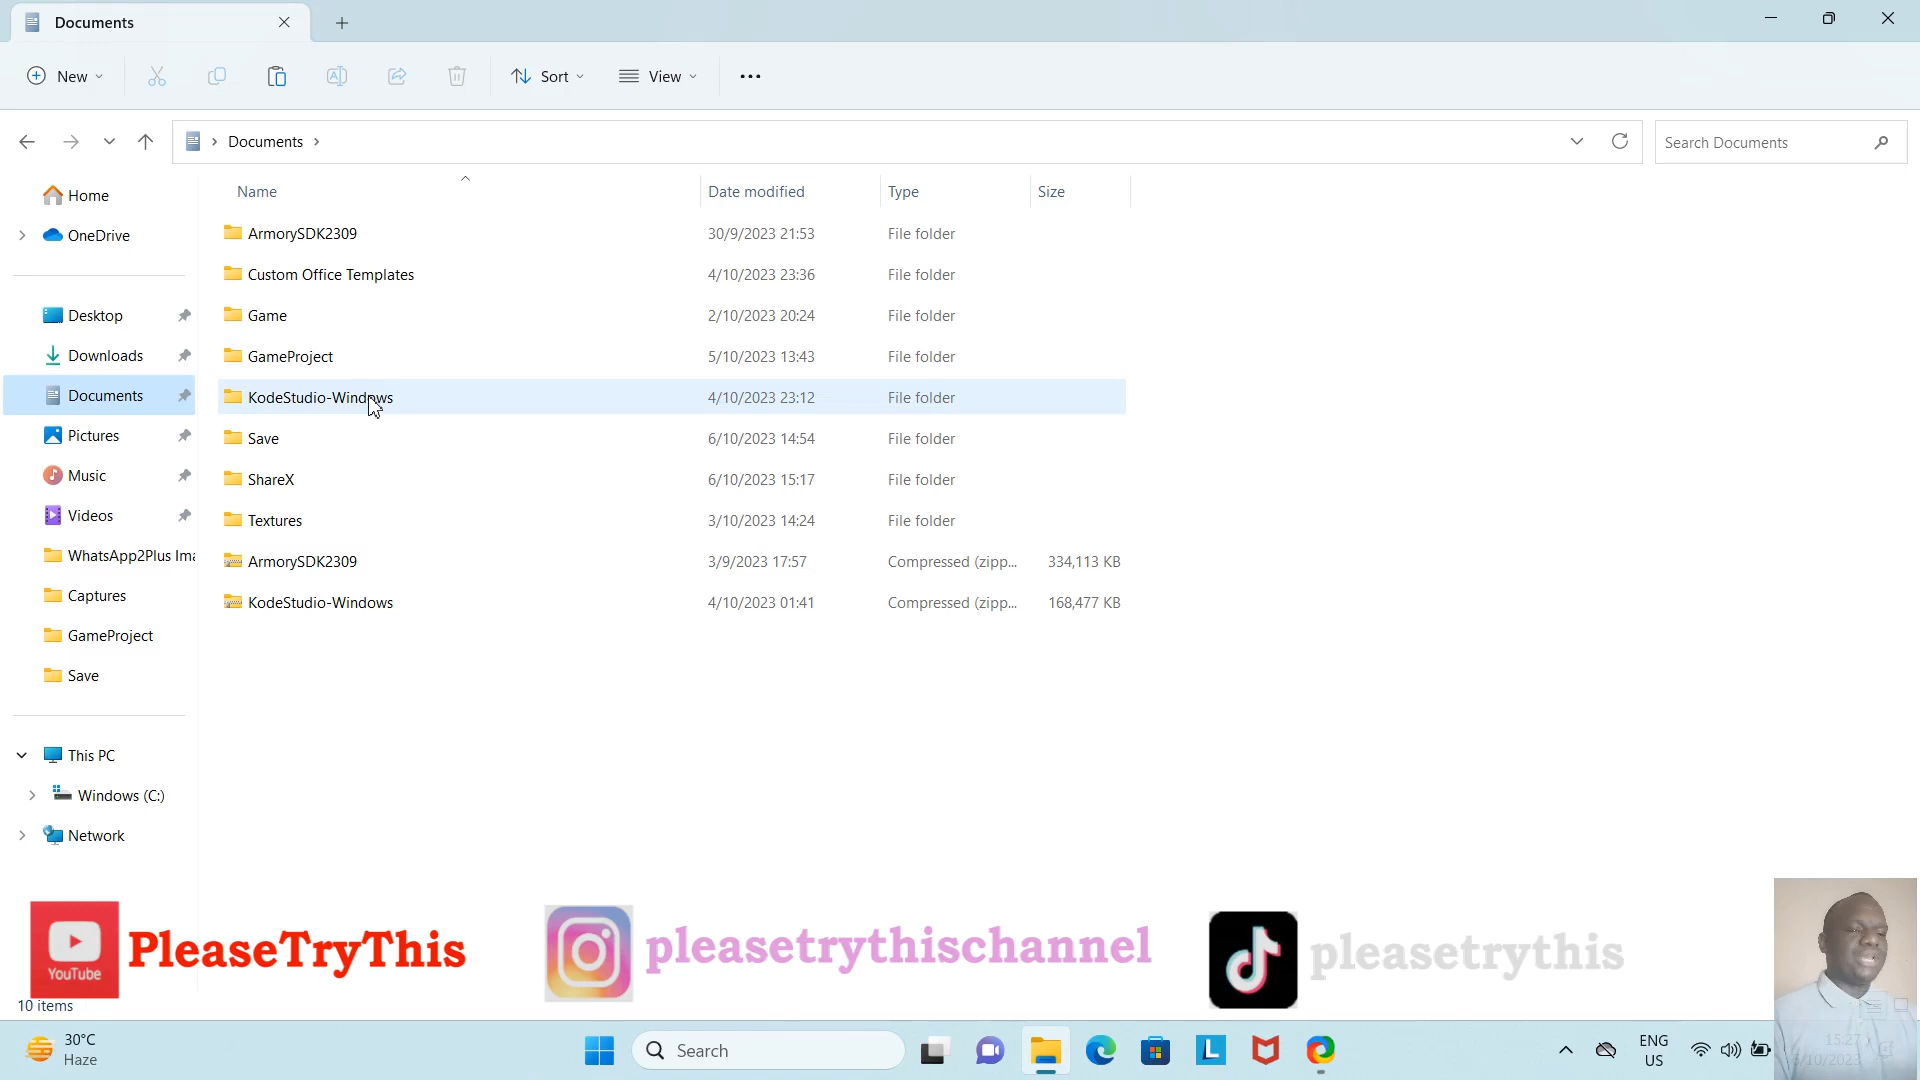 Documents
New
Sort
View
Documents
Search Documents
Name
Date modified
Type
Size
Home
OneDrive
Desktop
Downloads
Documents
Pictures
Music
Videos
WhatsApp2Plus Ima
Captures
GameProject
Save
This PC
Windows (C:)
Network
ArmorySDK2309 30/9/2023 21:53 File folder
Custom Office Templates 4/10/2023 23:36 File folder
Game 2/10/2023 20:24 File folder
GameProject 5/10/2023 13:43 File folder
KodeStudio-Windows 4/10/2023 23:12 File folder
Save 6/10/2023 14:54 File folder
ShareX 6/10/2023 15:17 File folder
Textures 3/10/2023 14:24 File folder
ArmorySDK2309 3/9/2023 17:57 Compressed (zipp... 334,113 KB
KodeStudio-Windows 4/10/2023 01:41 Compressed (zipp... 168,477 KB
YouTube
PleaseTryThis
pleasetrythischannel
pleasetrythis
10 items
30°C
Haze
Search
ENG
US
15:27